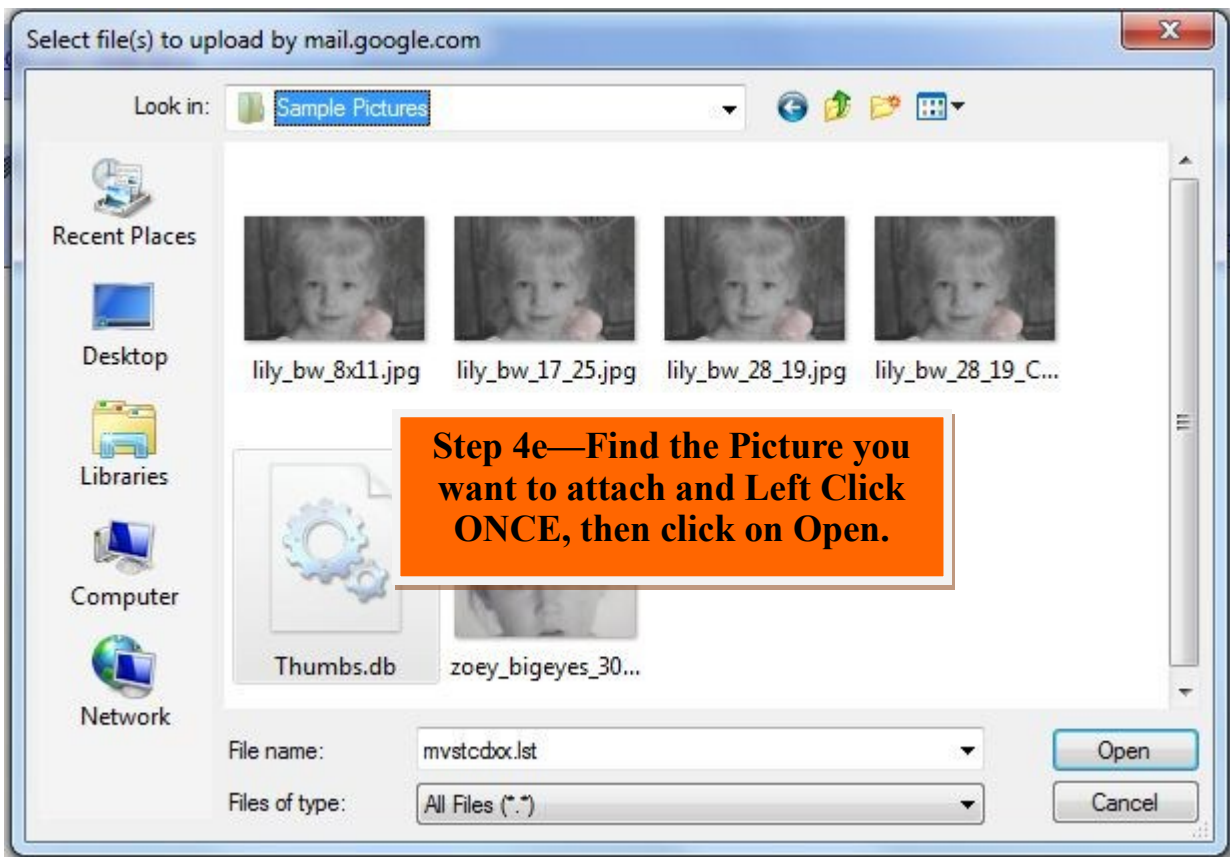 Select file(s) to upload by mail.google.com
Look in:
Sample Pictures
Recent Places
Desktop
Libraries
Computer
Network
lily_bw_8x11.jpg
lily_bw_17_25.jpg
lily_bw_28_19.jpg
lily_bw_28_19_C...
Step 4e—Find the Picture you
want to attach and Left Click
ONCE, then click on Open.
Thumbs.db
zoey_bigeyes_30...
File name:
mvstcdxx.lst
Open
Files of type:
All Files (*.*)
Cancel